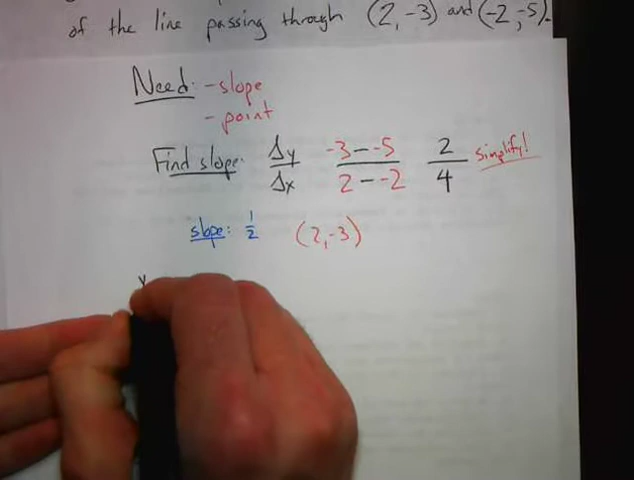 of the line passing through (2,-3) and (-2,-5).
Need: - slope
- point
Find slope: Δy/Δx -3--5/2--2 2/4 simplify!
slope: 1/2 (2,-3)
y